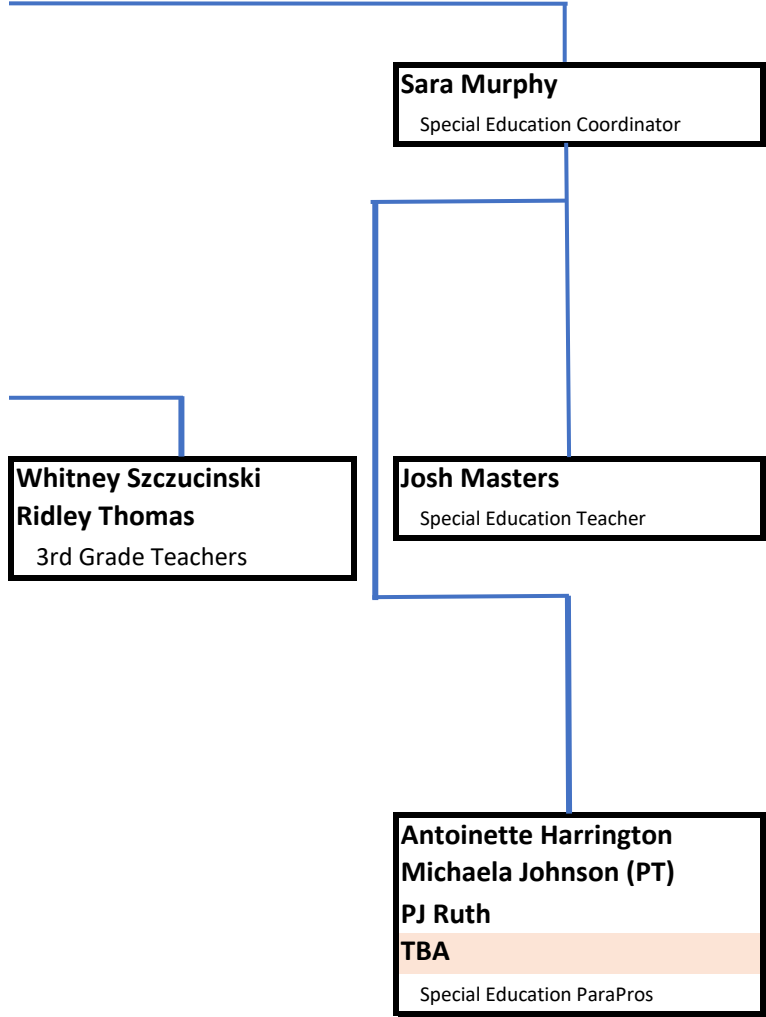 Sara Murphy
Special Education Coordinator
Whitney Szczucinski
Ridley Thomas
3rd Grade Teachers
Josh Masters
Special Education Teacher
Antoinette Harrington
Michaela Johnson (PT)
PJ Ruth
TBA
Special Education ParaPros